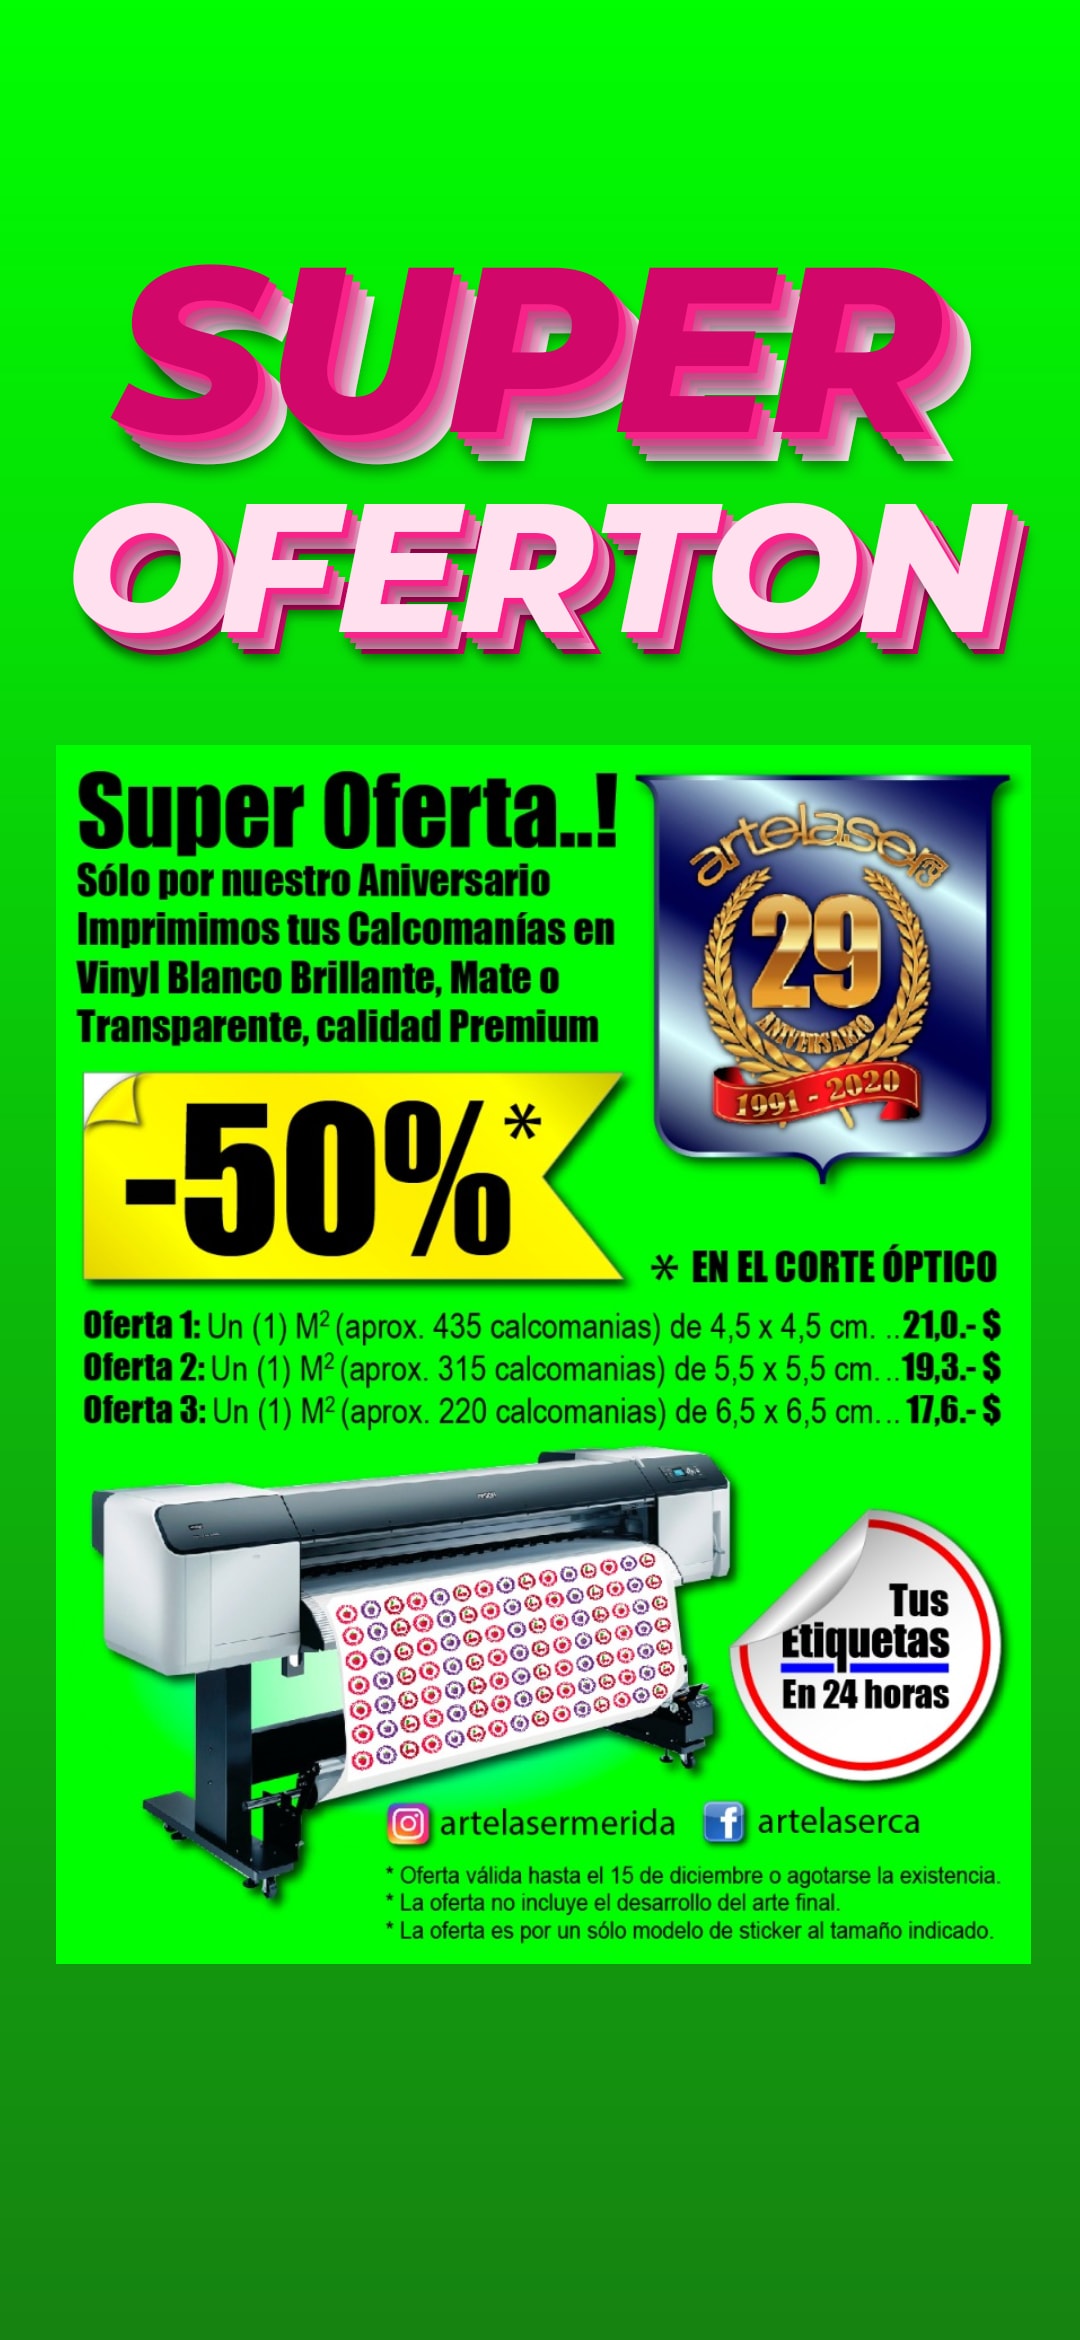 SUPER
OFERTON
Super Oferta..!
Sólo por nuestro Aniversario
Imprimimos tus Calcomanías en
Vinyl Blanco Brillante, Mate o
Transparente, calidad Premium
artelaser
29
ANIVERSARIO
1991 - 2020
-50%*
* EN EL CORTE ÓPTICO
Oferta 1: Un (1) M² (aprox. 435 calcomanias) de 4,5 x 4,5 cm. ..21,0.- $
Oferta 2: Un (1) M² (aprox. 315 calcomanias) de 5,5 x 5,5 cm...19,3.- $
Oferta 3: Un (1) M² (aprox. 220 calcomanias) de 6,5 x 6,5 cm... 17,6.- $
Tus
Etiquetas
En 24 horas
artelasermerida
artelaserca
* Oferta válida hasta el 15 de diciembre o agotarse la existencia.
* La oferta no incluye el desarrollo del arte final.
* La oferta es por un sólo modelo de sticker al tamaño indicado.